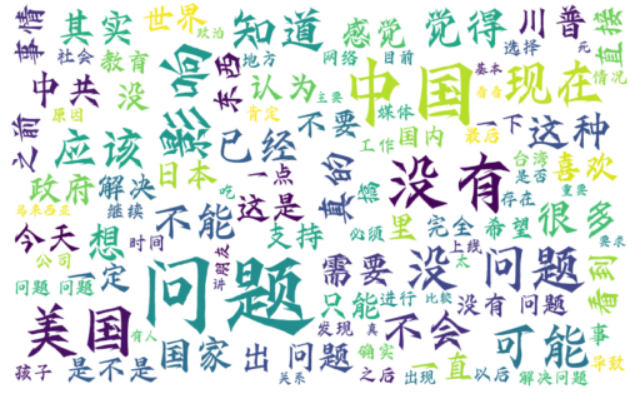 事情
其实
世界
政治
知道
感觉
觉得
川普
直接
社会
教育
地方
网络
目前
选择
死
中共
没
影响
东西
认为
主要
中国
基本
现在
情况
原因
肯定
媒体
之前
应该
已经
不要
工作
国内
最后
一下
这种
政府
解决
日本
一点
真的
搞
没有
台湾
是否
喜欢
马来西亚
继续
吃
这是
存在
重要
不能
必须
里
完全
希望
很多
今天
想
时间
朋友
讲
支持
上线
太
要求
公司
一定
问题
需要
没
问题
看到
问题 问题
只能
进行
比较
没有 问题
美国
有人
发现
真
不会
可能
事
孩子
是不是
国家
出
问题
关系
确实
之后
出现
一直
以后
解决问题
导致